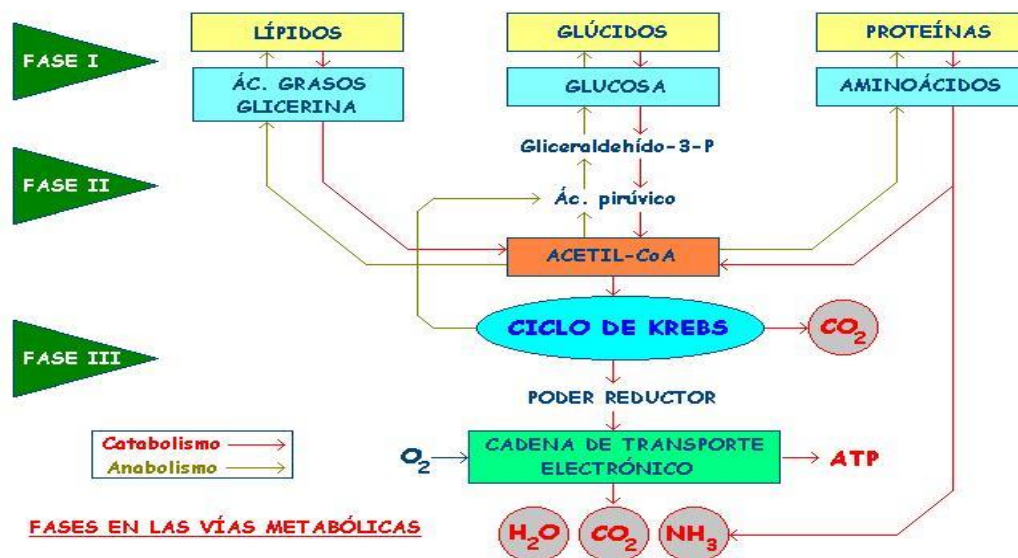 LÍPIDOS
GLÚCIDOS
PROTEÍNAS
FASE I
ÁC. GRASOS
GLICERINA
GLUCOSA
AMINOÁCIDOS
Gliceraldehído-3-P
FASE II
Ác. pirúvico
ACETIL-CoA
CICLO DE KREBS
CO2
FASE III
PODER REDUCTOR
Catabolismo
Anabolismo
O2
CADENA DE TRANSPORTE
ELECTRÓNICO
ATP
FASES EN LAS VÍAS METABÓLICAS
H2O
CO2
NH3